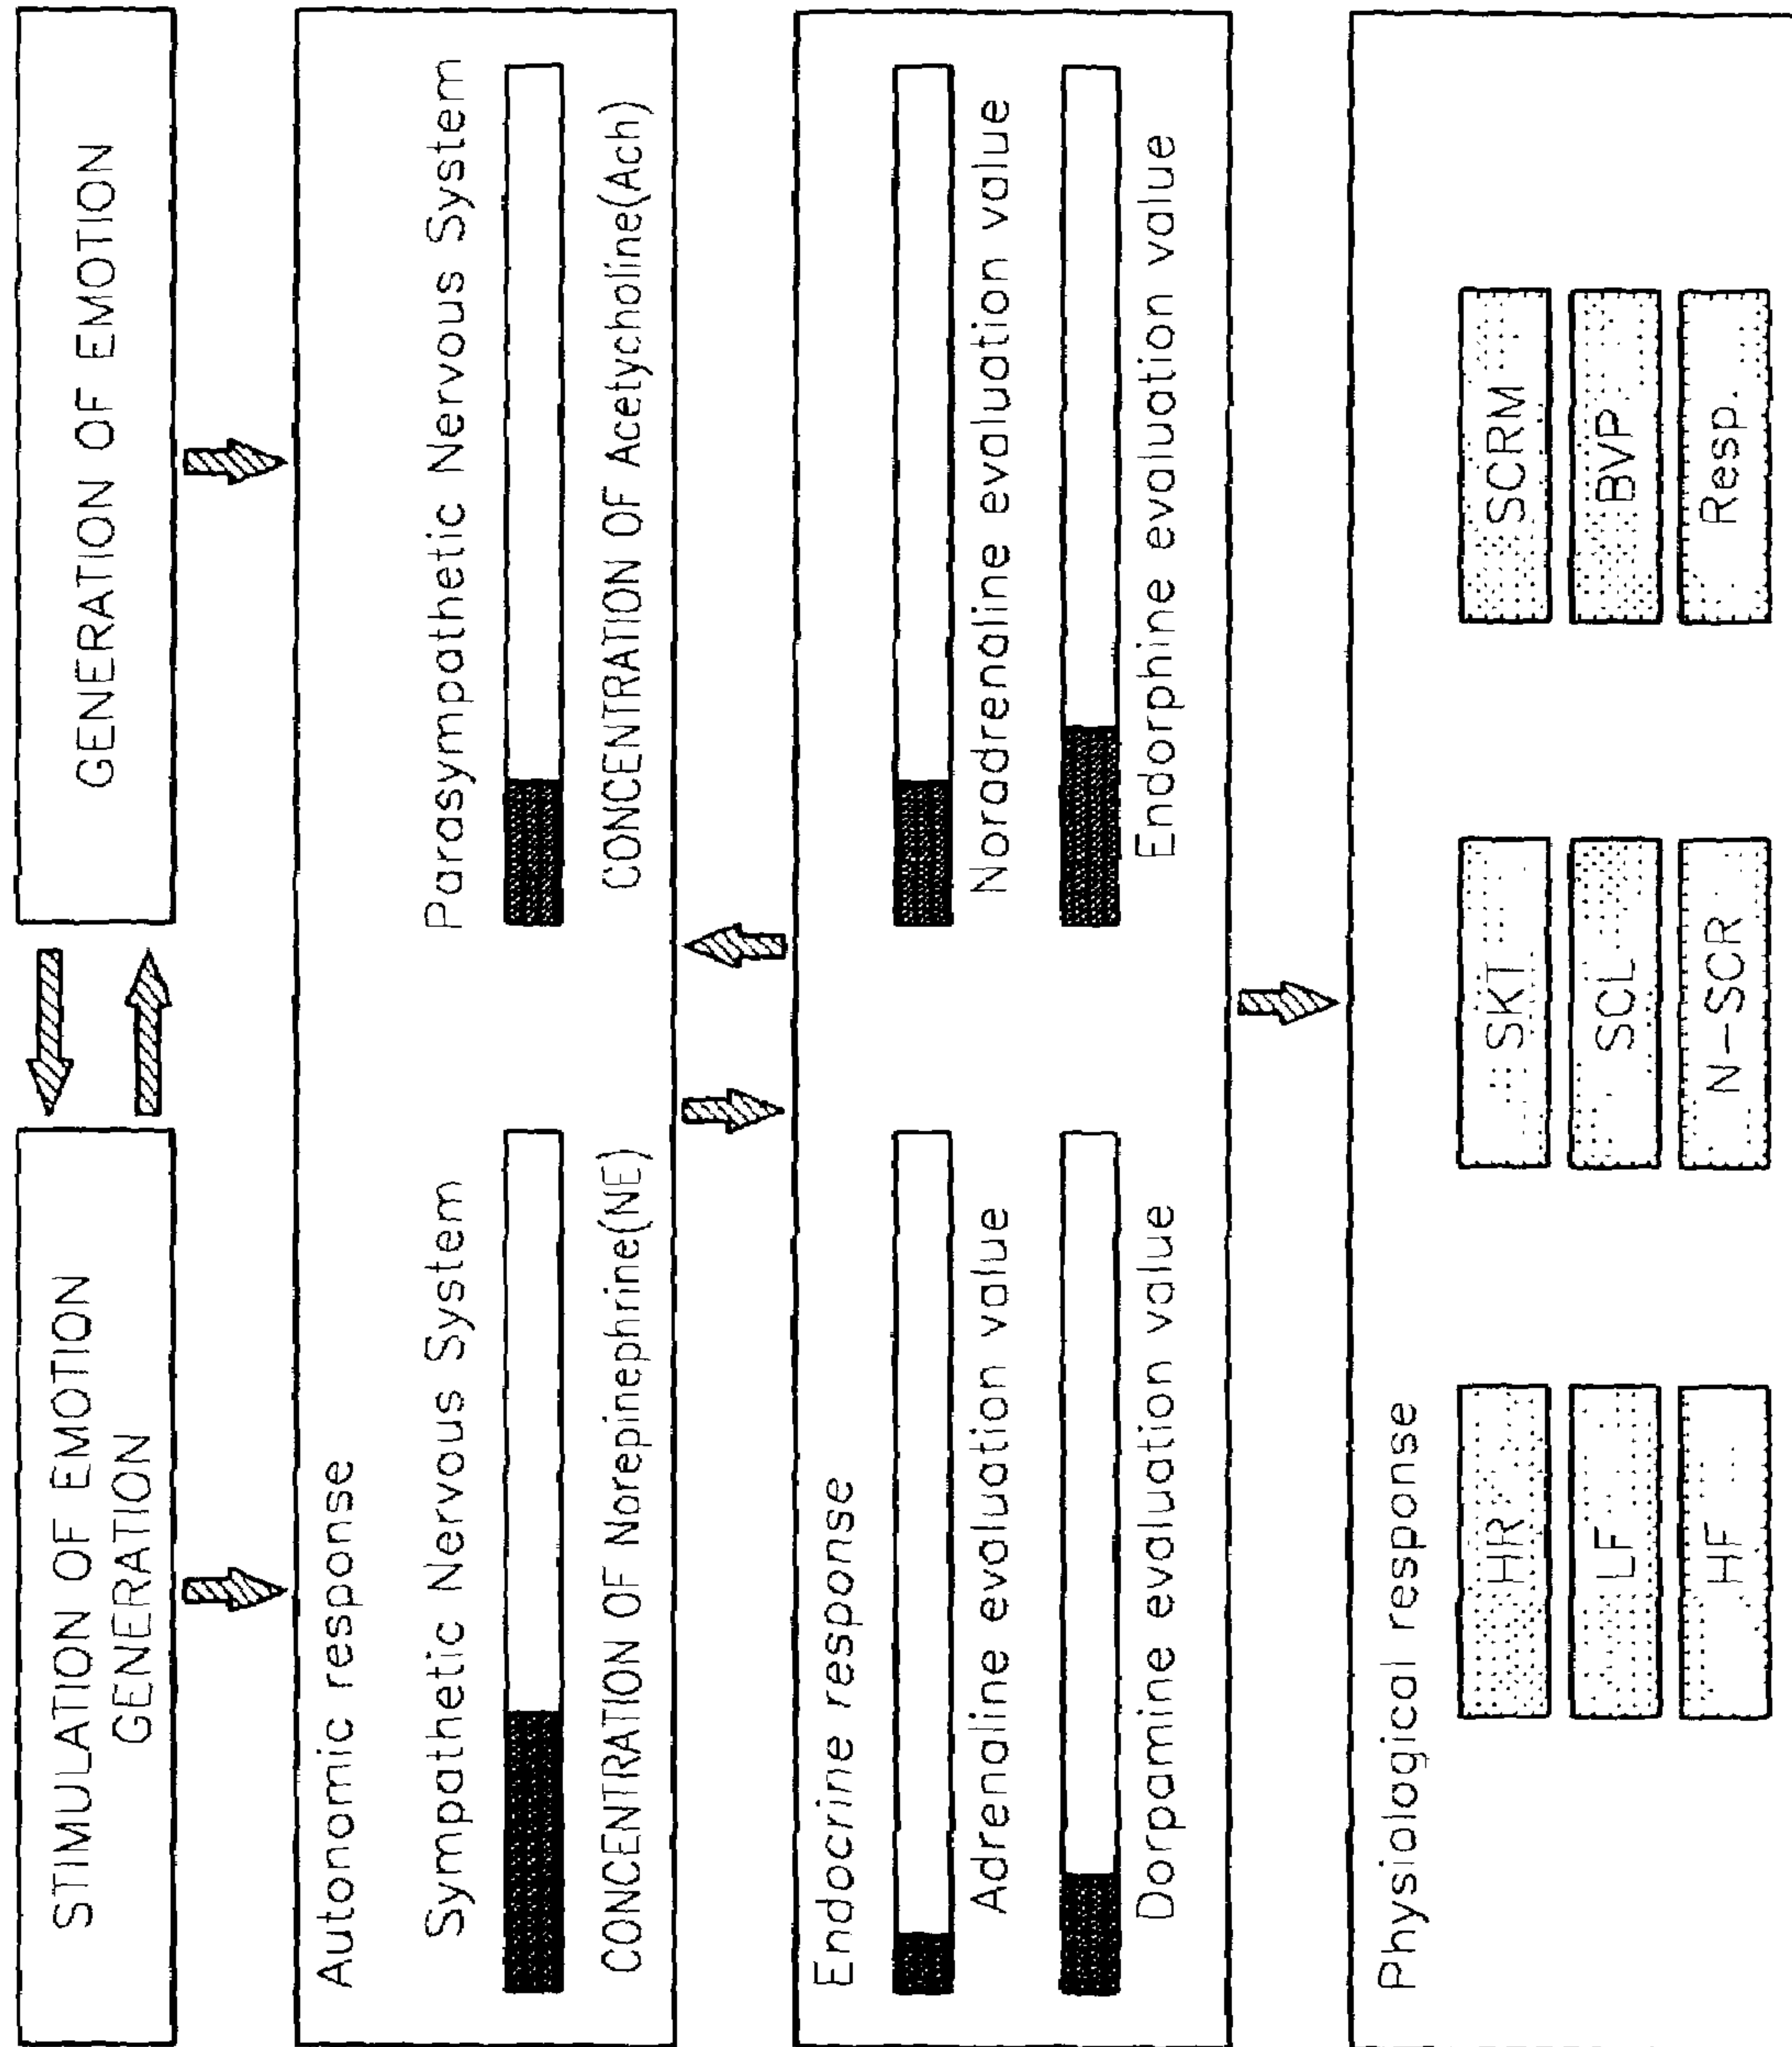 STIMULATION OF EMOTION
GENERATION
GENERATION OF EMOTION
Autonomic response
Sympathetic Nervous System
Parasympathetic Nervous System
CONCENTRATION OF Norepinephrine(NE)
CONCENTRATION OF Acetycholine(Ach)
Endocrine response
Adrenaline evaluation value
Noradrenaline evaluation value
Dorpamine evaluation value
Endorphine evaluation value
Physiological response
HR
SKT
SCRM
LF
SCL
BVP
HF
N-SCR
Resp.